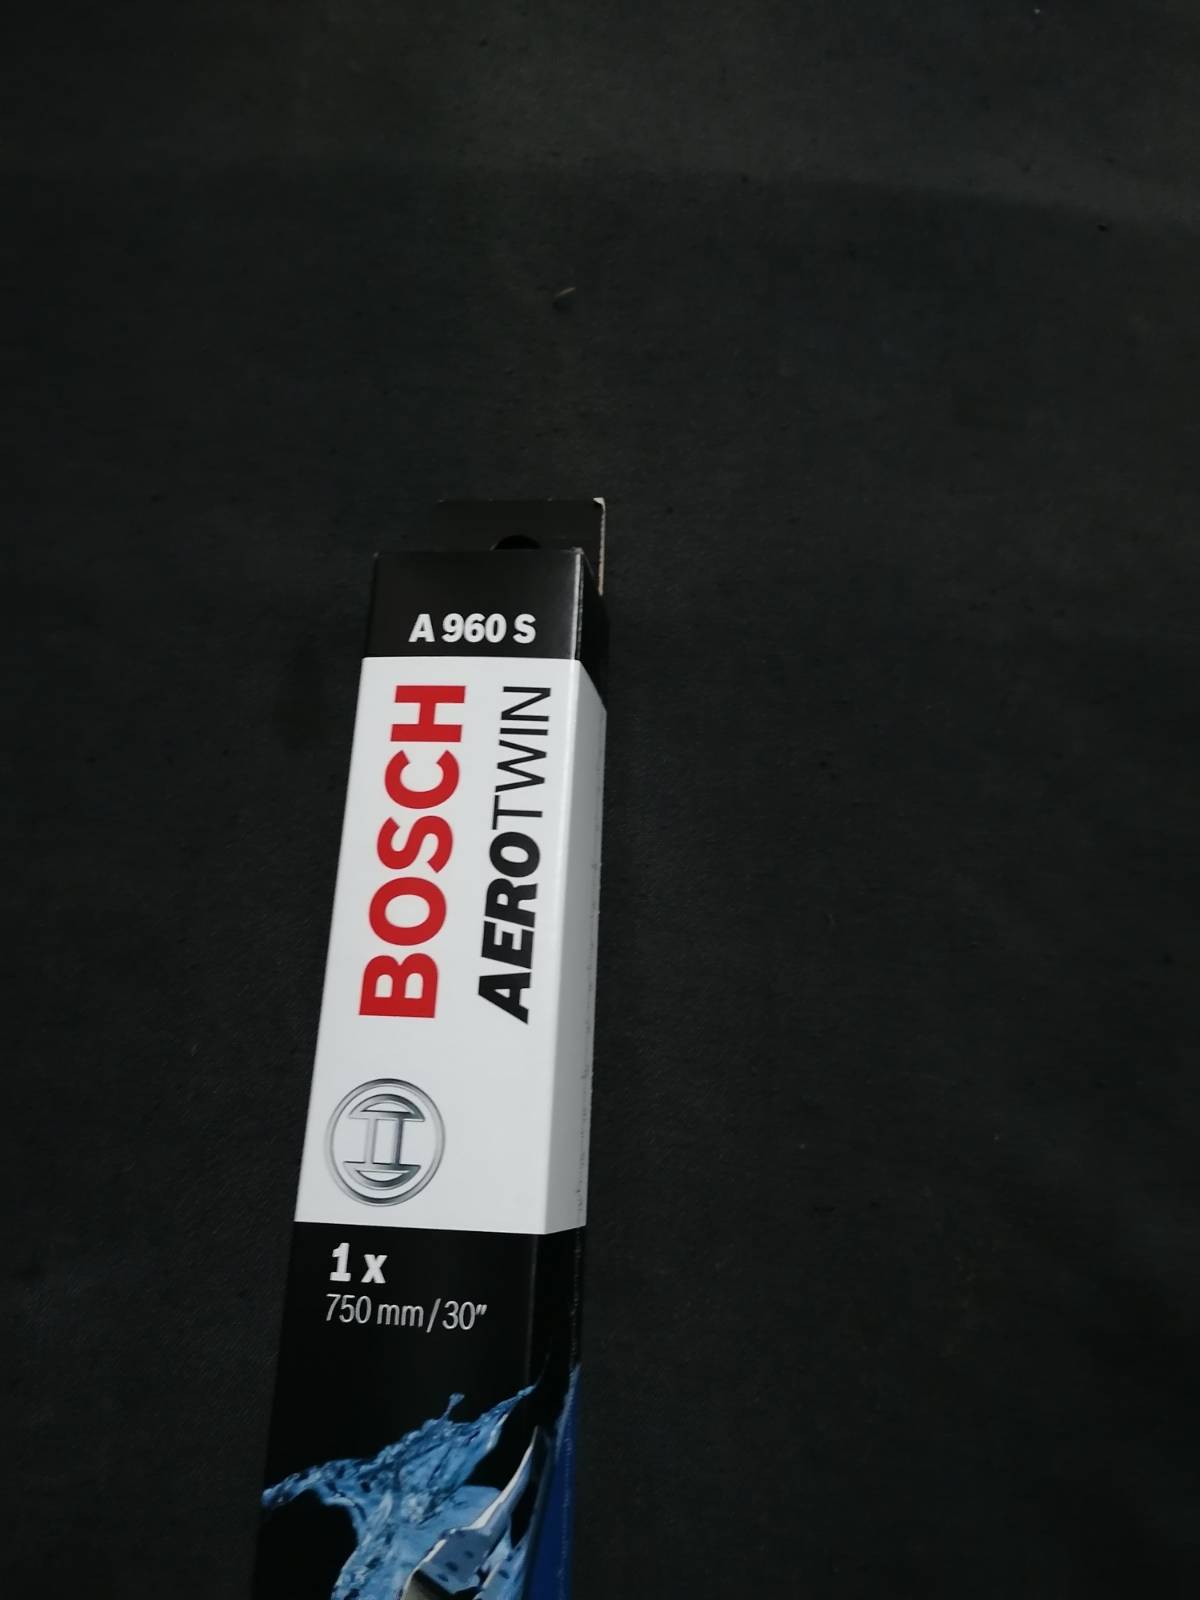 A 960 S
BOSCH
AEROTWIN
1 x
750 mm/30"